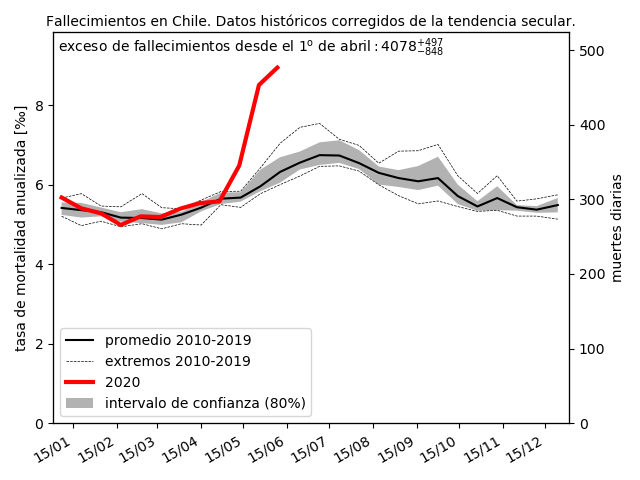 Fallecimientos en Chile. Datos históricos corregidos de la tendencia secular.
exceso de fallecimientos desde el 1º de abril : 4078 +497 −848
tasa de mortalidad anualizada [‰]
8
6
4
2
0
500
400
300
200
100
0
muertes diarias
promedio 2010-2019
extremos 2010-2019
2020
intervalo de confianza (80%)
15/01 15/02 15/03 15/04 15/05 15/06 15/07 15/08 15/09 15/10 15/11 15/12